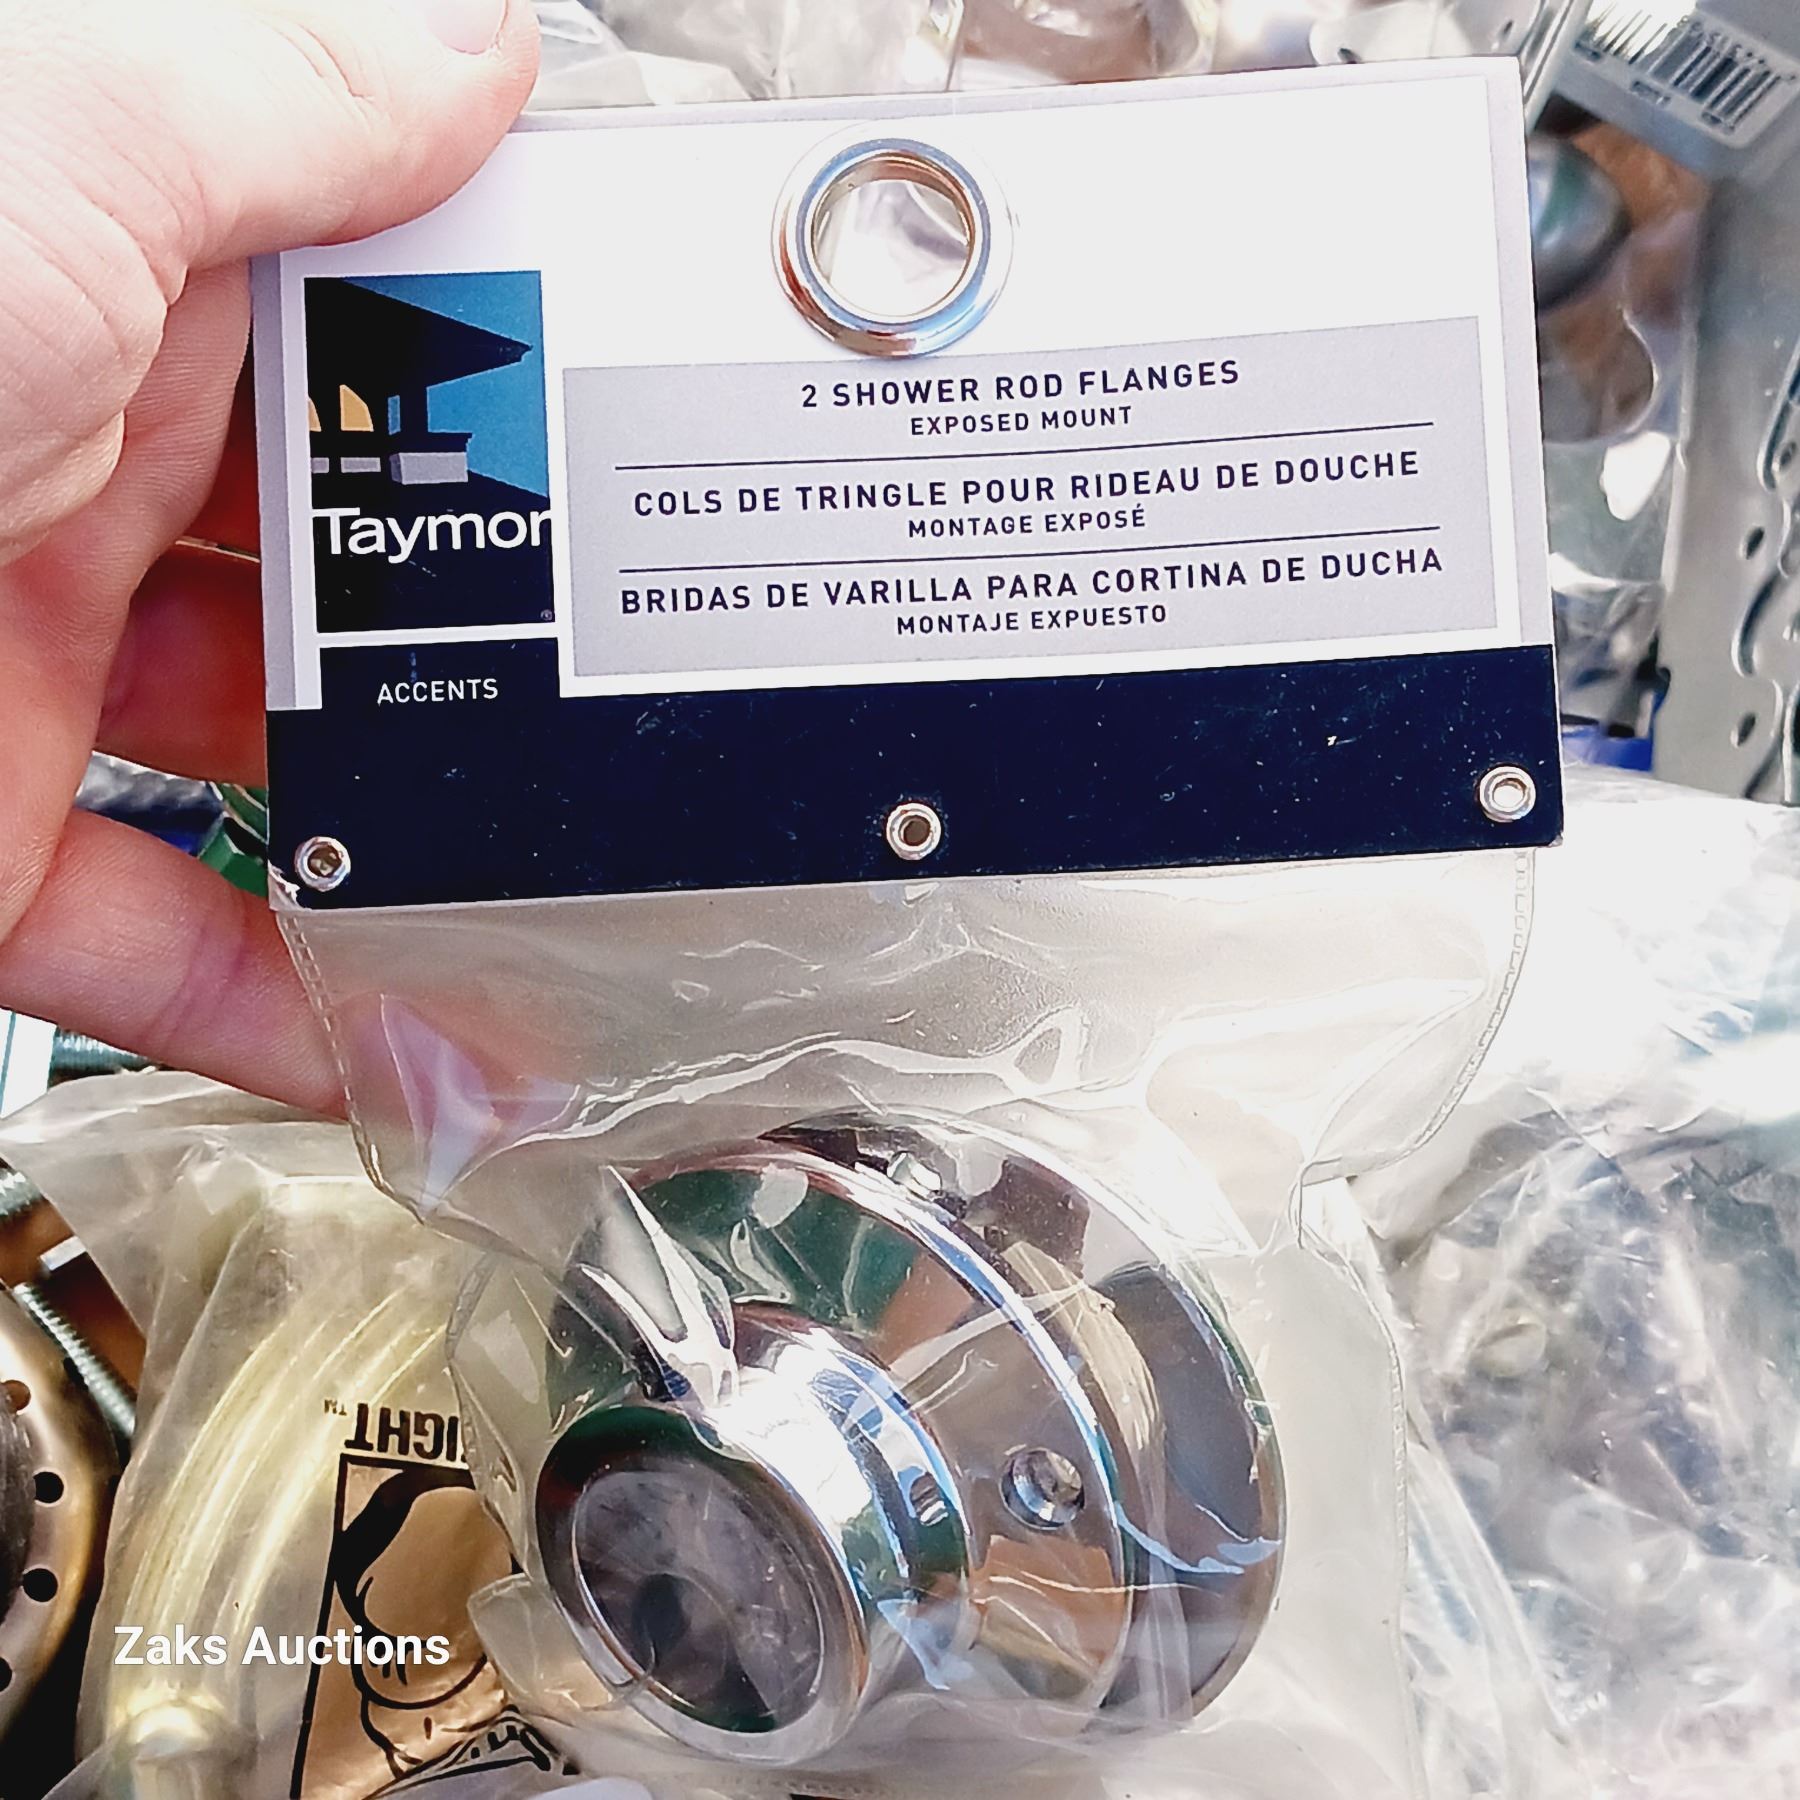 2 SHOWER ROD FLANGES
EXPOSED MOUNT
COLS DE TRINGLE POUR RIDEAU DE DOUCHE
MONTAGE EXPOSÉ
BRIDAS DE VARILLA PARA CORTINA DE DUCHA
MONTAJE EXPUESTO
Taymor
®
ACCENTS
IGHT™
Zaks Auctions